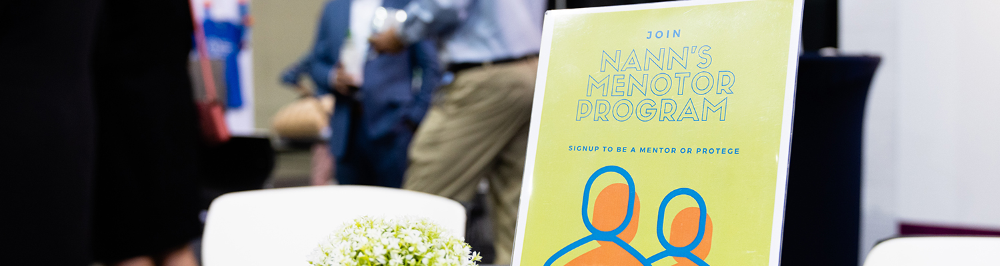 JOIN
NANN'S
MENOTOR
PROGRAM
SIGNUP TO BE A MENTOR OR PROTEGE